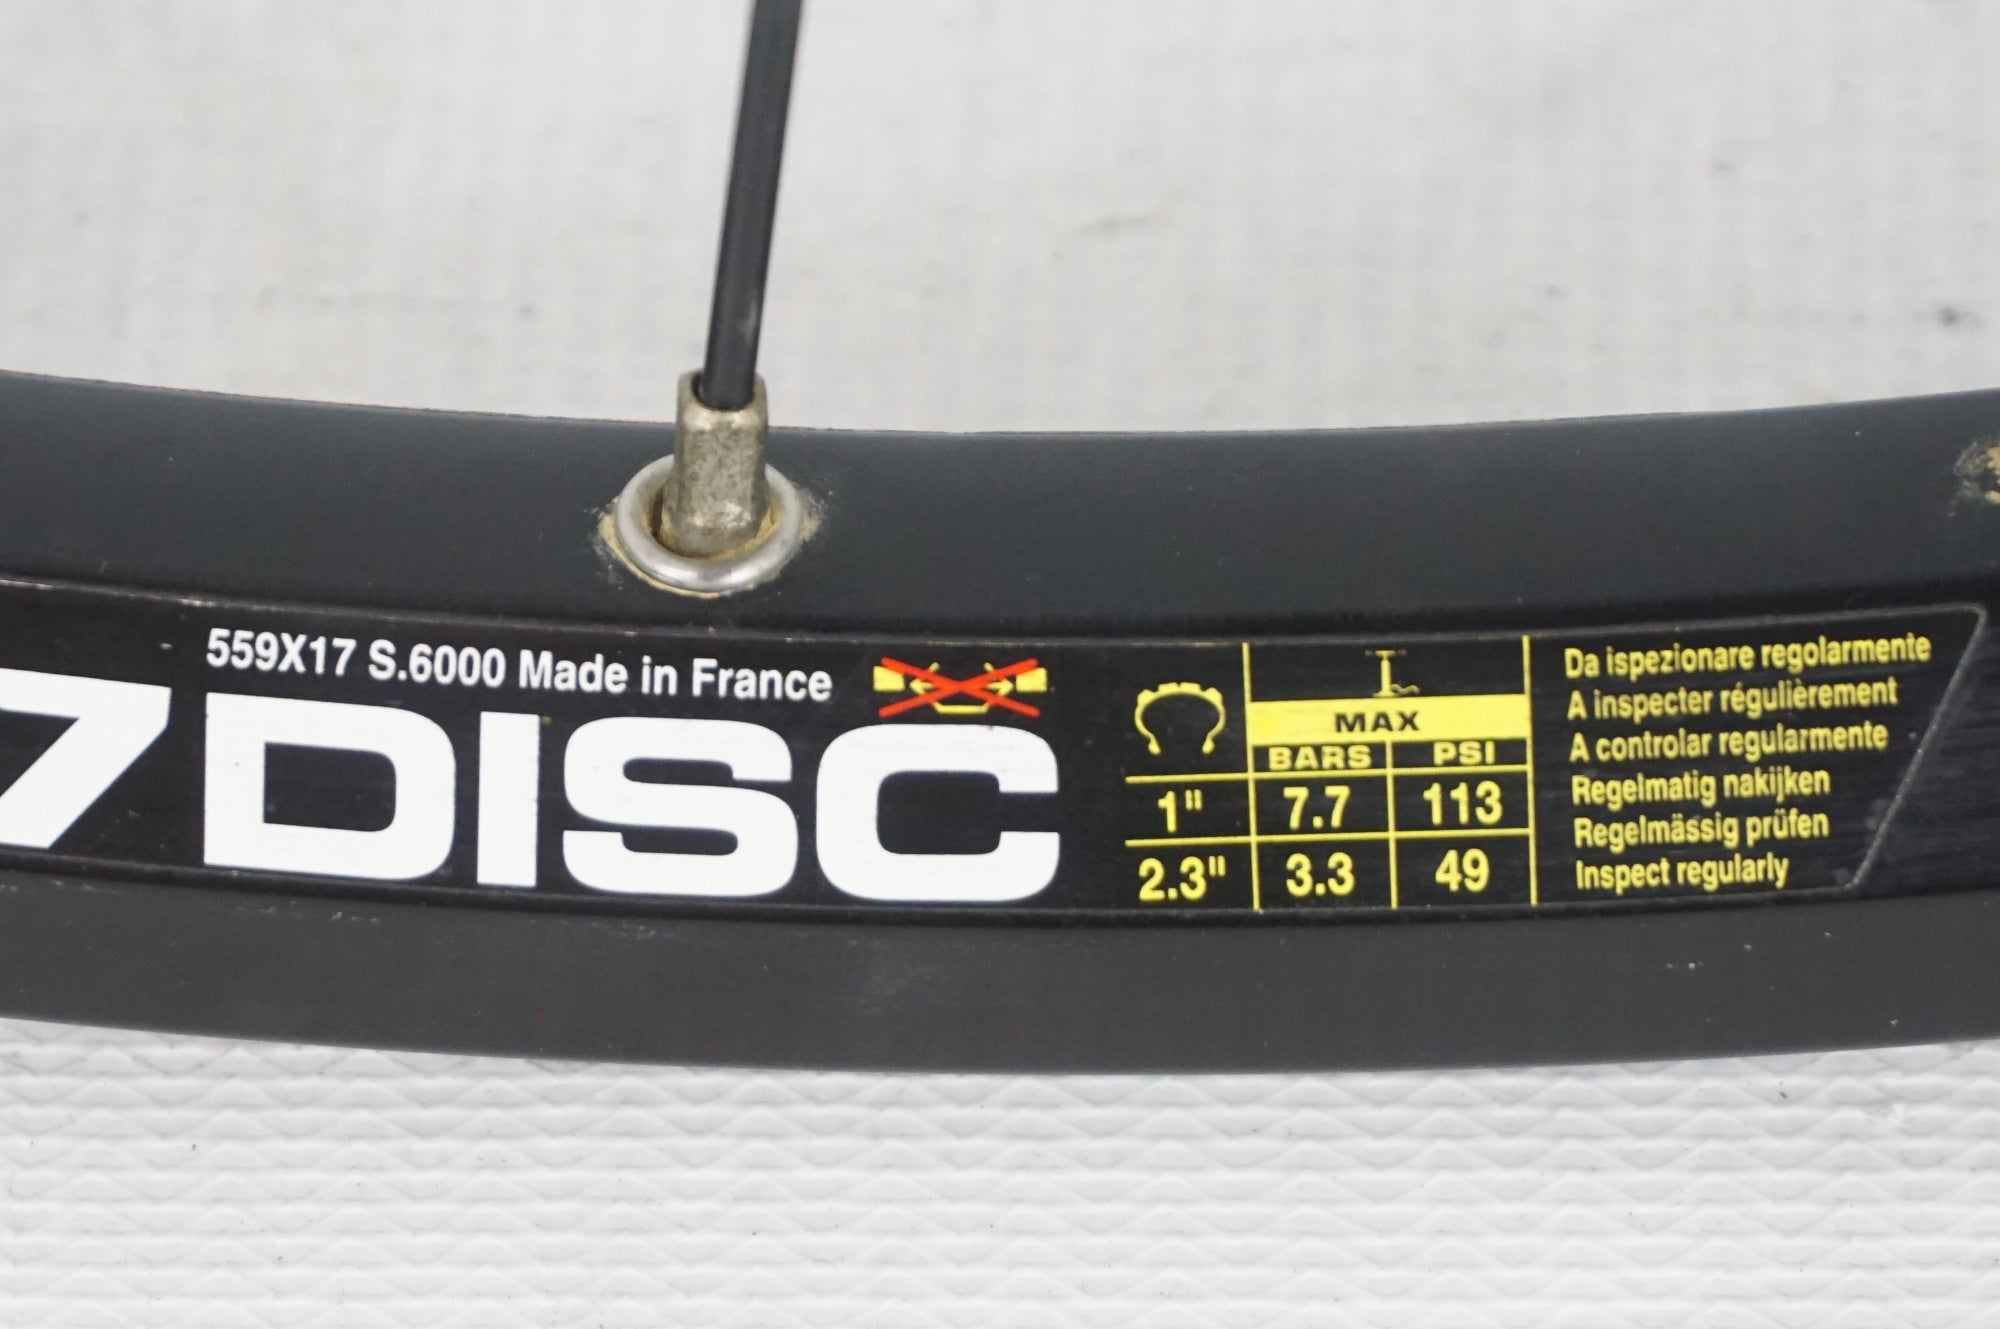 559X17 S.6000 Made in France
7DISC
MAX
BARS PSI
1" 7.7 113
2.3" 3.3 49
Da ispezionare regolarmente
A inspecter régulièrement
A controlar regularmente
Regelmatig nakijken
Regelmässig prüfen
Inspect regularly